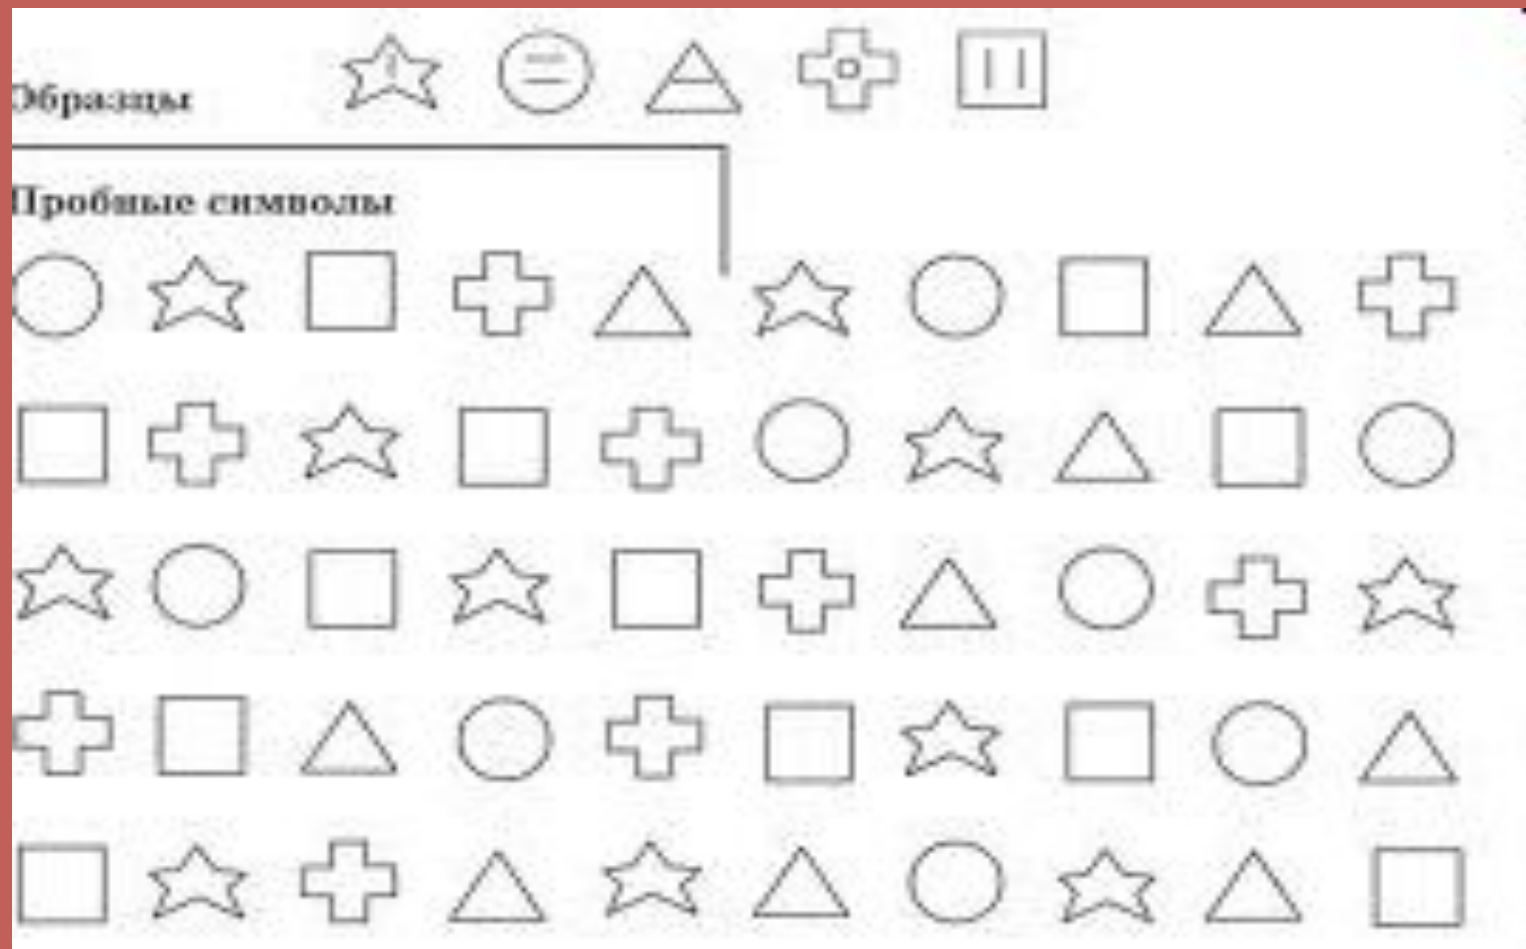 Образцы
Пробные символы